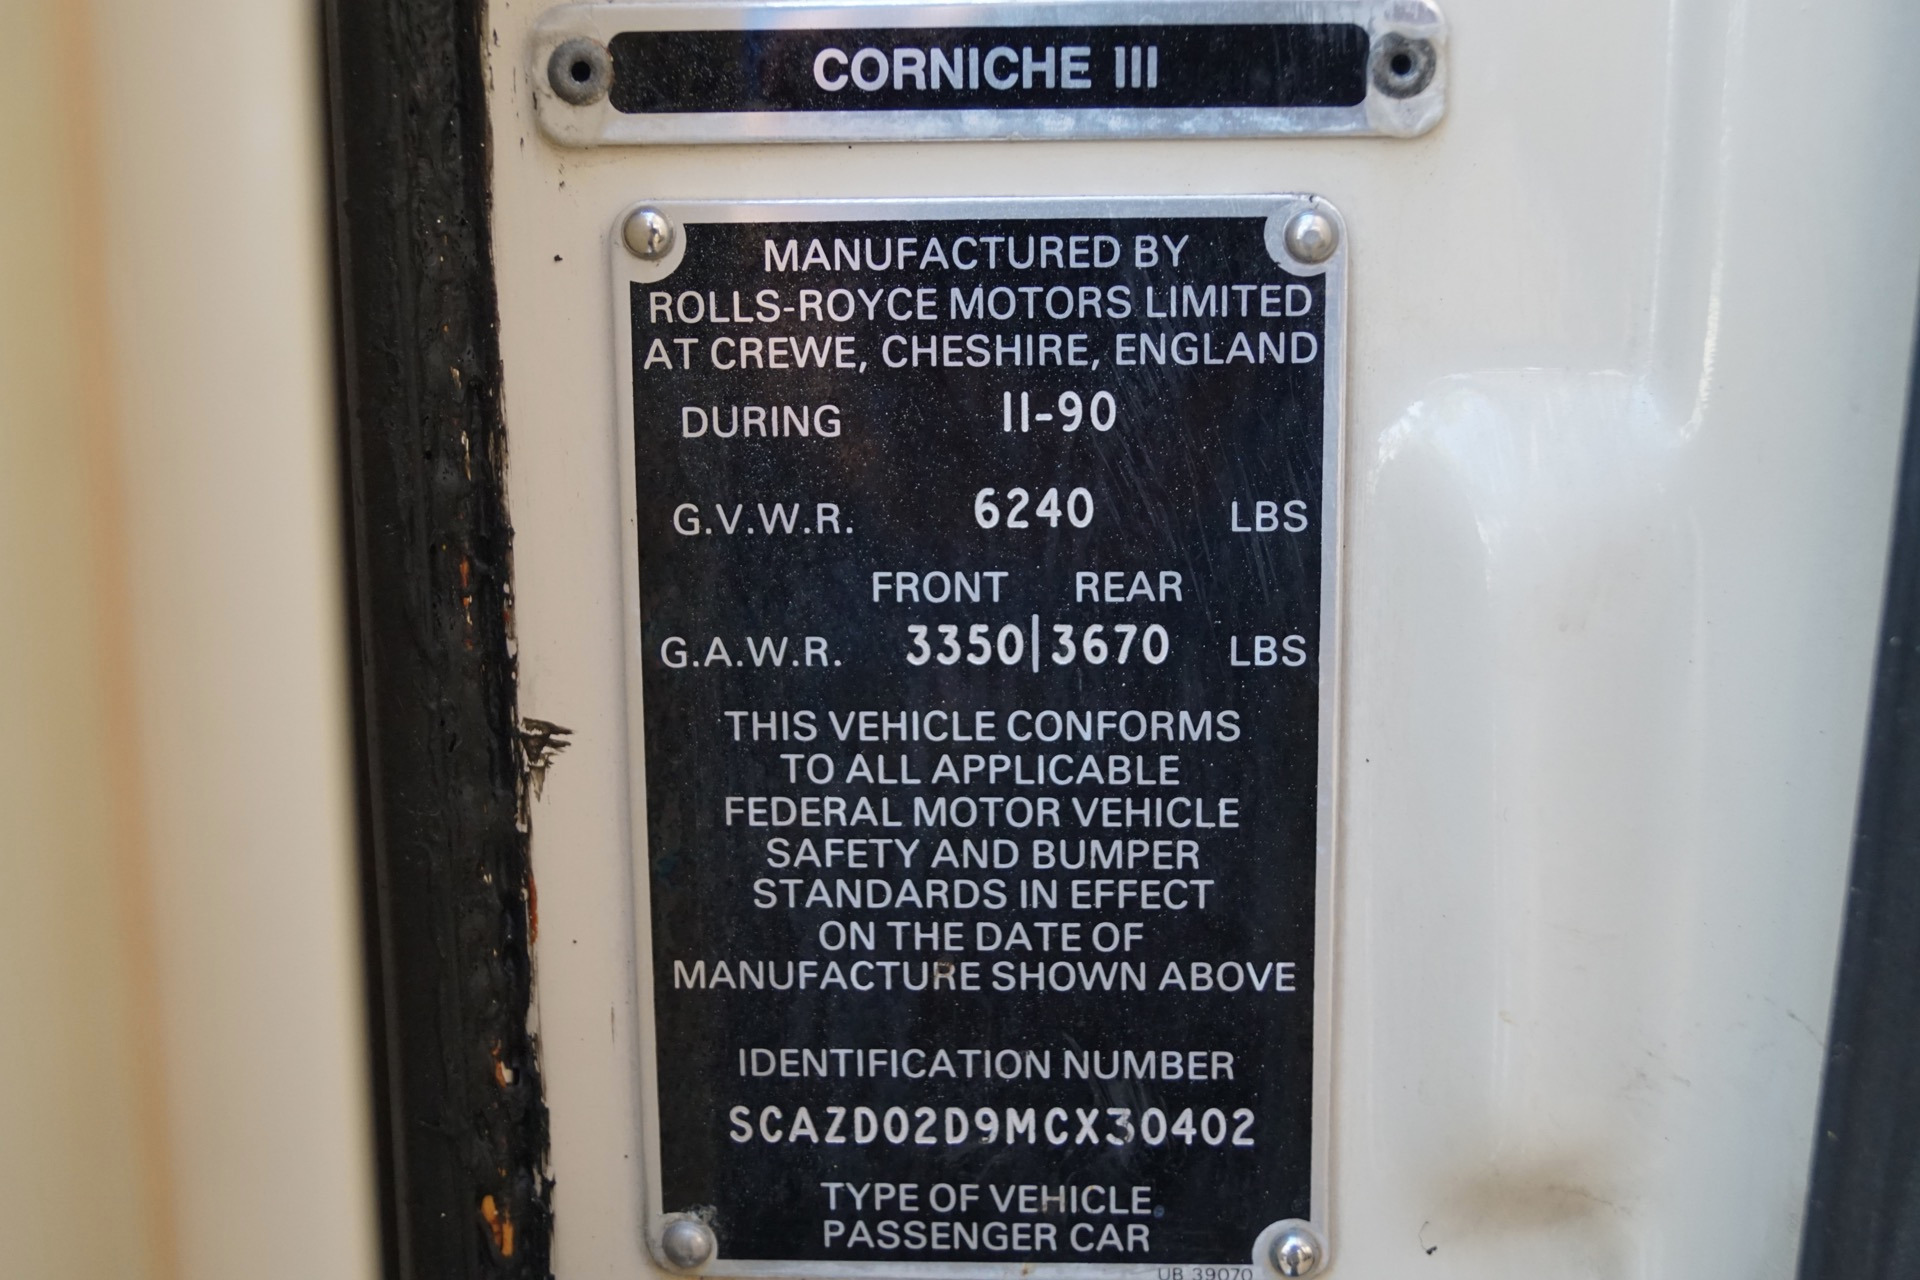 CORNICHE III
MANUFACTURED BY
ROLLS-ROYCE MOTORS LIMITED
AT CREWE, CHESHIRE, ENGLAND
DURING 11-90
G.V.W.R. 6240 LBS
FRONT REAR
G.A.W.R. 3350|3670 LBS
THIS VEHICLE CONFORMS
TO ALL APPLICABLE
FEDERAL MOTOR VEHICLE
SAFETY AND BUMPER
STANDARDS IN EFFECT
ON THE DATE OF
MANUFACTURE SHOWN ABOVE
IDENTIFICATION NUMBER
SCAZD02D9MCX30402
TYPE OF VEHICLE
PASSENGER CAR
UB 39070